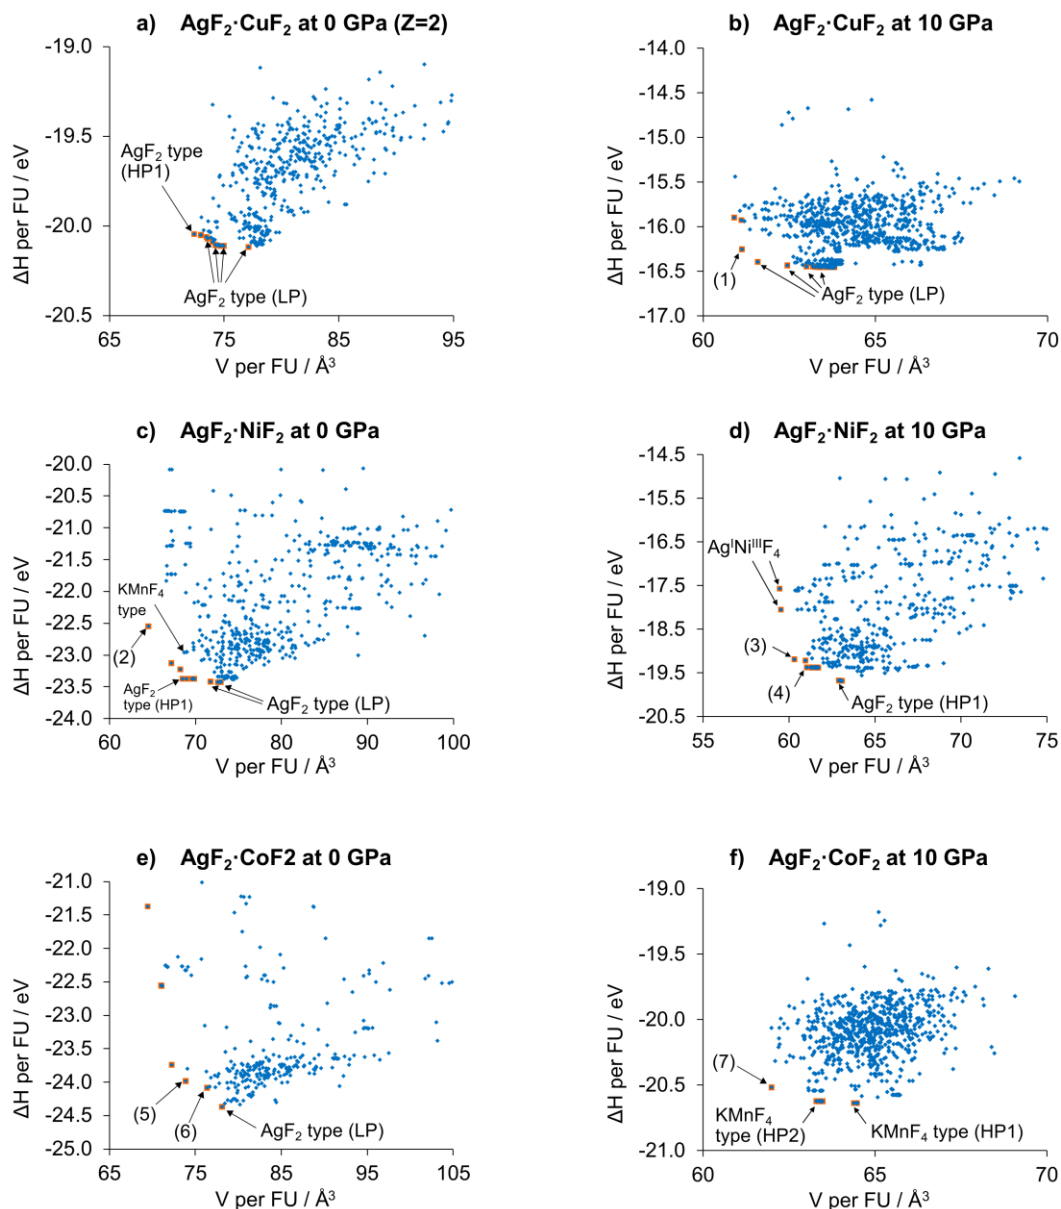 a) AgF₂·CuF₂ at 0 GPa (Z=2)
-19.0
-19.5
-20.0
-20.5
ΔH per FU / eV
AgF₂ type
(HP1)
AgF₂ type (LP)
65 75 85 95
V per FU / Å³
b) AgF₂·CuF₂ at 10 GPa
-14.0
-15.0
-15.5
-16.0
-16.5
-17.0
ΔH per FU / eV
(1)
AgF₂ type (LP)
60 65 70
V per FU / Å³
c) AgF₂·NiF₂ at 0 GPa
-20.0
-20.5
-21.0
-21.5
-22.0
-22.5
-23.0
-23.5
-24.0
ΔH per FU / eV
KMnF₄
type
(2)
AgF₂
type (HP1)
AgF₂ type (LP)
60 70 80 90 100
V per FU / Å³
d) AgF₂·NiF₂ at 10 GPa
-14.5
-15.5
-16.5
-17.5
-18.5
-19.5
-20.5
ΔH per FU / eV
AgᴵNiᴵᴵᴵF₄
(3)
(4)
AgF₂ type (HP1)
55 60 65 70 75
V per FU / Å³
e) AgF₂·CoF2 at 0 GPa
-21.0
-21.5
-22.0
-22.5
-23.0
-23.5
-24.0
-24.5
-25.0
ΔH per FU / eV
(5)
(6)
AgF₂ type (LP)
65 75 85 95 105
V per FU / Å³
f) AgF₂·CoF₂ at 10 GPa
-19.0
-19.5
-20.0
-20.5
-21.0
ΔH per FU / eV
(7)
KMnF₄
type (HP2)
KMnF₄ type (HP1)
60 65 70
V per FU / Å³